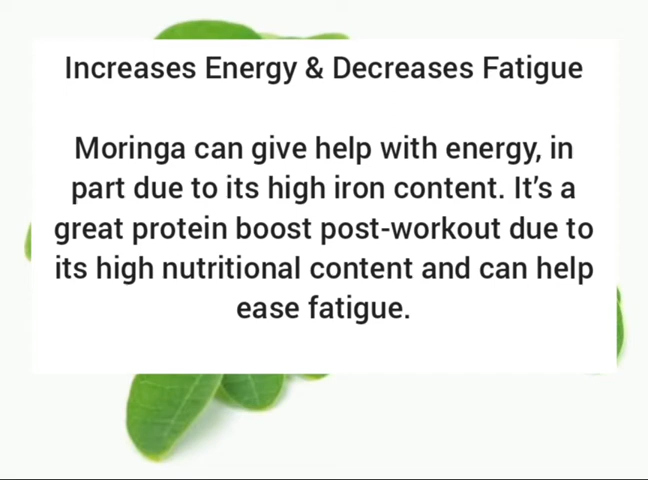 Increases Energy & Decreases Fatigue
Moringa can give help with energy, in
part due to its high iron content. It’s a
great protein boost post-workout due to
its high nutritional content and can help
ease fatigue.